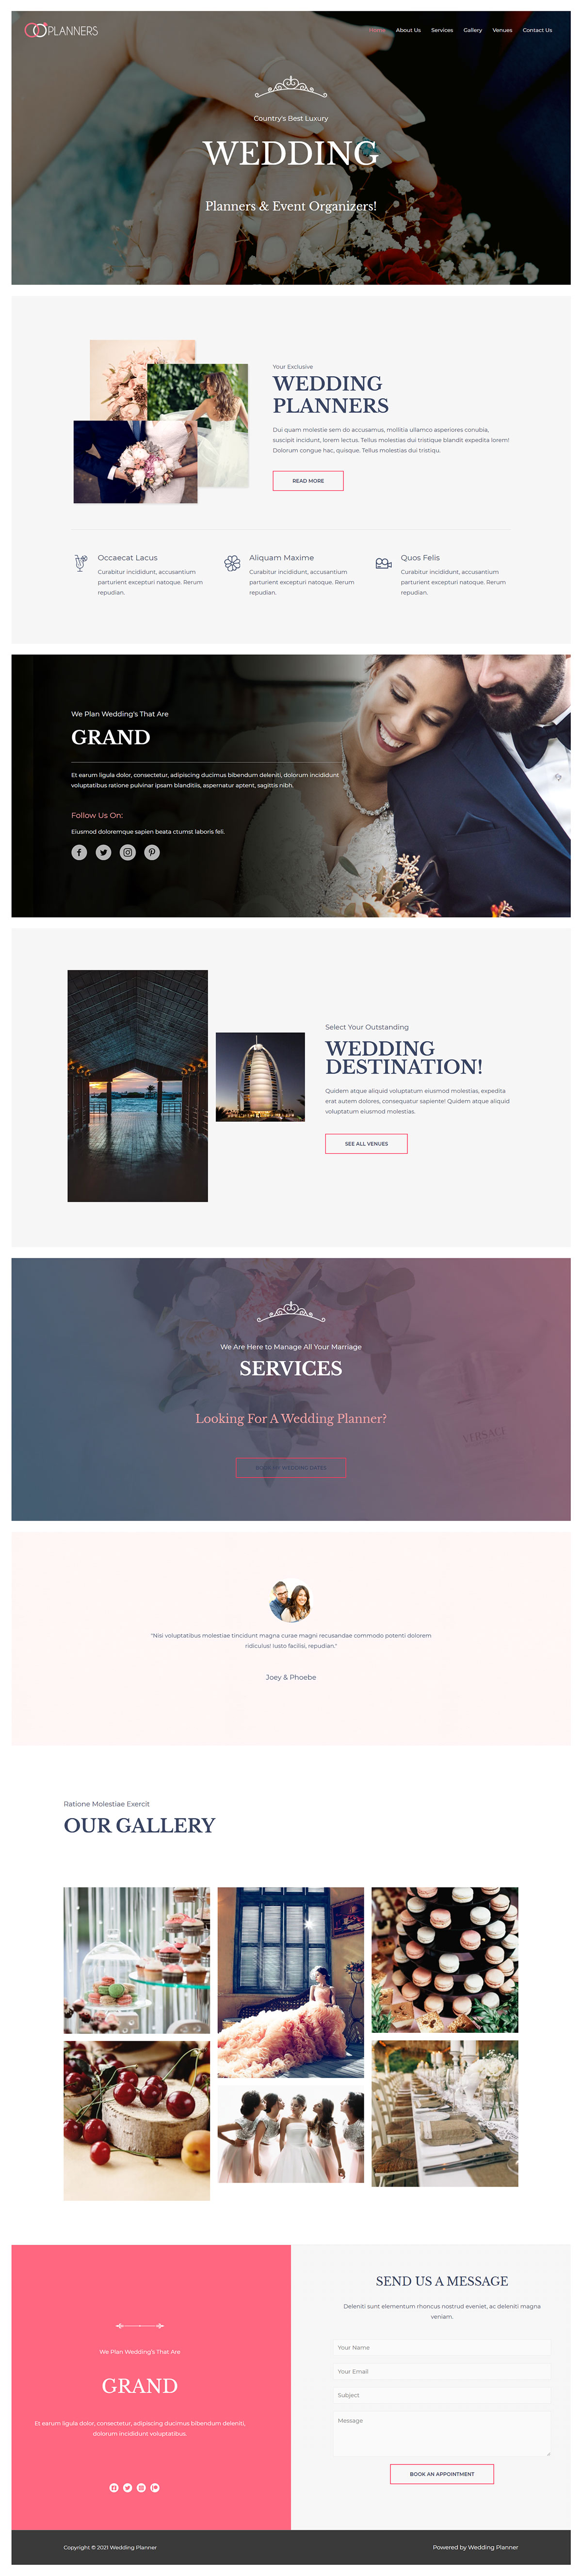 PLANNERS
Home
About Us
Services
Gallery
Venues
Contact Us
Country's Best Luxury
WEDDING
Planners & Event Organizers!
Your Exclusive
WEDDING
PLANNERS
Dui quam molestie sem do accusamus, mollitia ullamco asperiores conubia,
suscipit incidunt, lorem lectus. Tellus molestias dui tristique blandit expedita lorem!
Dolorum congue hac, quisque. Tellus molestias dui tristiqu.
READ MORE
Occaecat Lacus
Curabitur incididunt, accusantium
parturient excepturi natoque. Rerum
repudian.
Aliquam Maxime
Curabitur incididunt, accusantium
parturient excepturi natoque. Rerum
repudian.
Quos Felis
Curabitur incididunt, accusantium
parturient excepturi natoque. Rerum
repudian.
We Plan Wedding's That Are
GRAND
Et earum ligula dolor, consectetur, adipiscing ducimus bibendum deleniti, dolorum incididunt
voluptatibus ratione pulvinar ipsam blanditiis, aspernatur aptent, sagittis nibh.
Follow Us On:
Eiusmod doloremque sapien beata ctumst laboris feli.
Select Your Outstanding
WEDDING
DESTINATION!
Quidem atque aliquid voluptatum eiusmod molestias, expedita
erat autem dolores, consequatur sapiente! Quidem atque aliquid
voluptatum eiusmod molestias.
SEE ALL VENUES
We Are Here to Manage All Your Marriage
SERVICES
Looking For A Wedding Planner?
VERSACE
"Nisi voluptatibus molestiae tincidunt magna curae magni recusandae commodo potenti dolorem
ridiculus! Iusto facilisi, repudian."
Joey & Phoebe
Ratione Molestiae Exercit
OUR GALLERY
We Plan Wedding's That Are
GRAND
Et earum ligula dolor, consectetur, adipiscing ducimus bibendum deleniti,
dolorum incididunt voluptatibus.
SEND US A MESSAGE
Deleniti sunt elementum rhoncus nostrud eveniet, ac deleniti magna
veniam.
Your Name
Your Email
Subject
Message
BOOK AN APPOINTMENT
Copyright © 2021 Wedding Planner
Powered by Wedding Planner